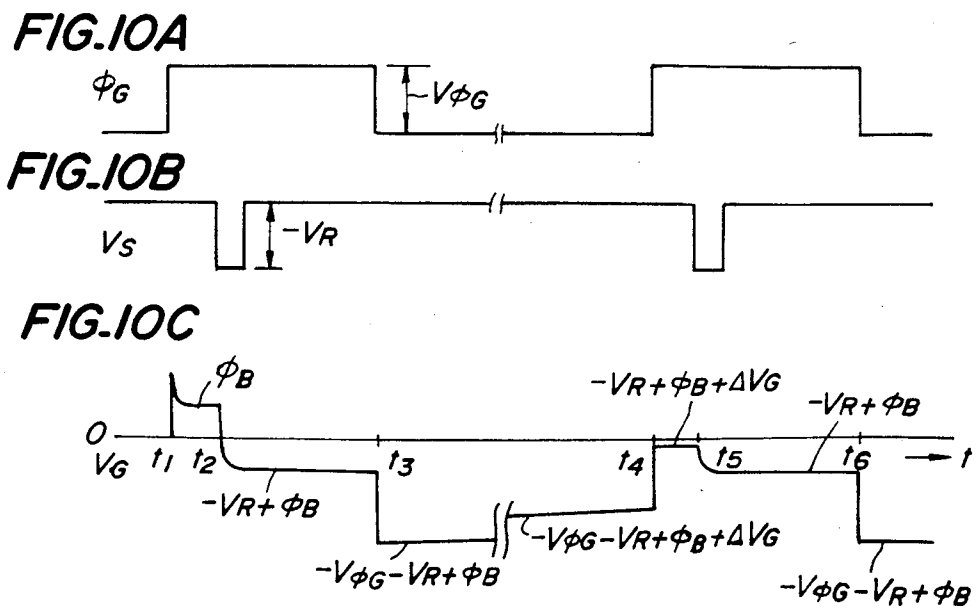 FIG.10A
φG
VφG
FIG.10B
VS
-VR
FIG.10C
φB
-VR+φB+ΔVG
-VR+φB
0
VG
t1
t2
t3
t4
t5
t6
t
-VR+φB
-VφG-VR+φB
-VφG-VR+φB+ΔVG
-VφG-VR+φB